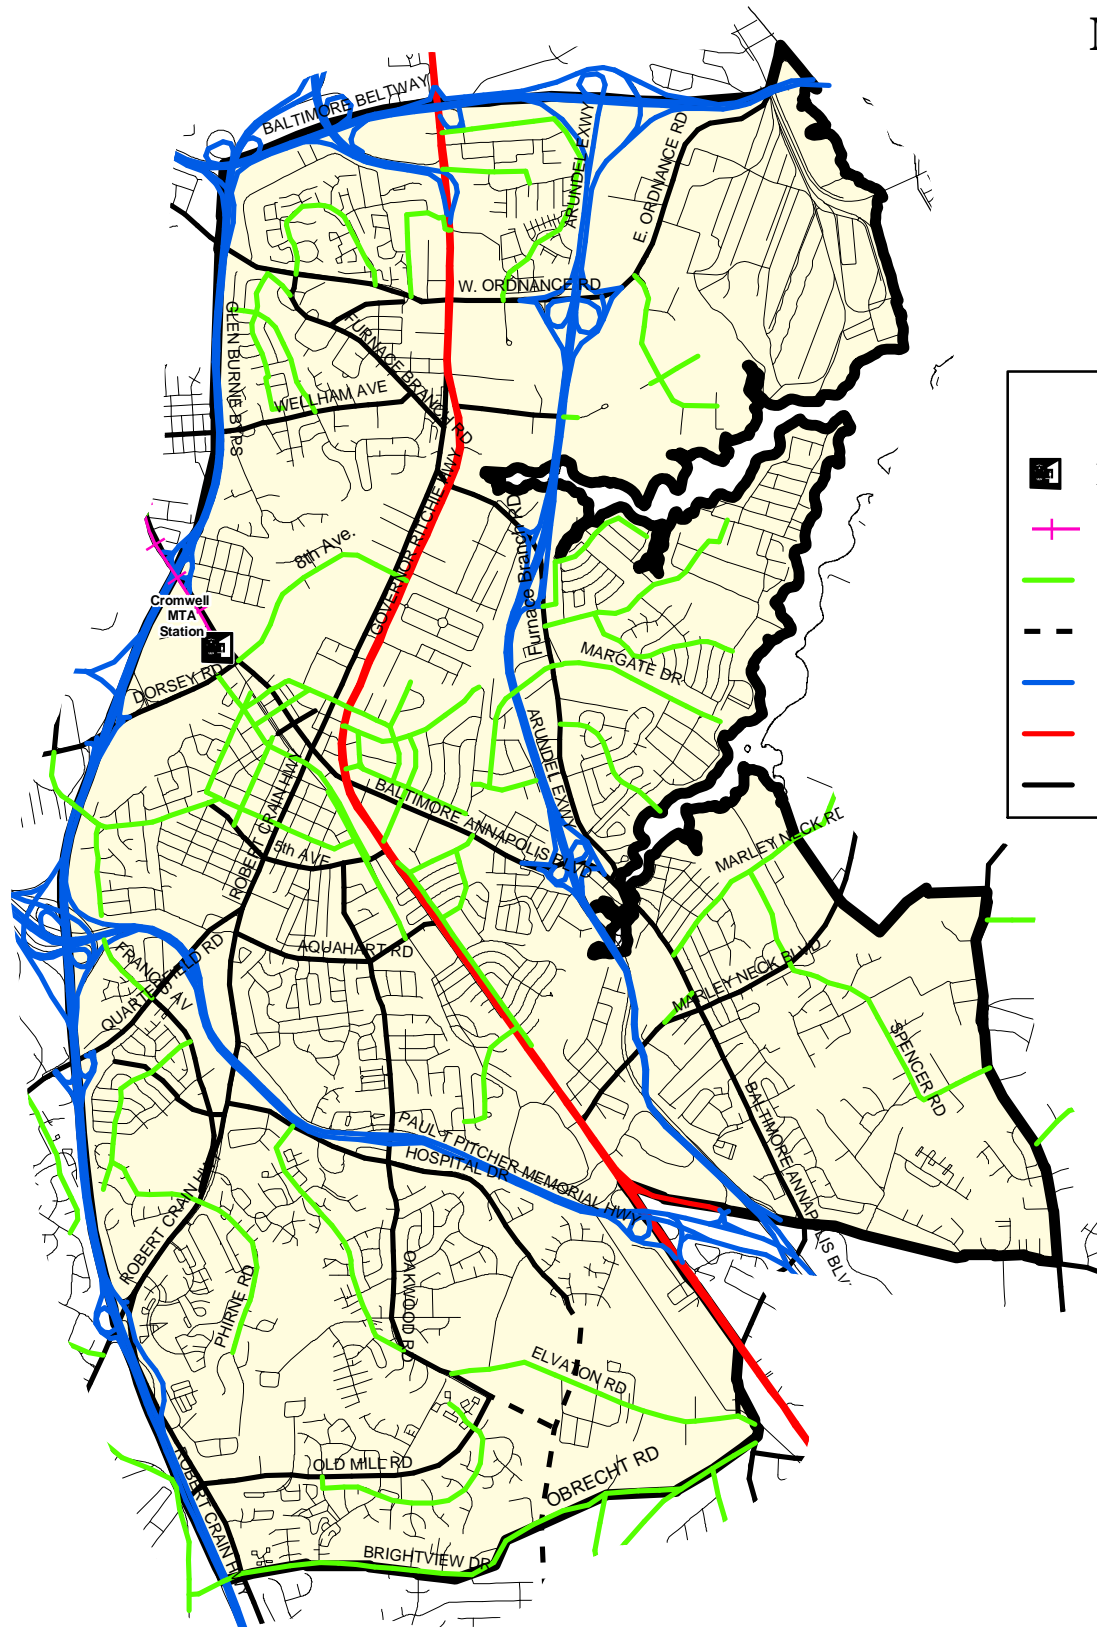 BALTIMORE BELTWAY
ARUNDEL EXWY
E. ORDNANCE RD
W. ORDNANCE RD
GLEN BURNIE BYPS
FURNACE BRANCH RD
WELLHAM AVE
GOVERNOR RITCHIE HWY
Furnace Branch RD
8th Ave.
Cromwell
MTA
Station
DORSEY RD
MARGATE DR
ARUNDEL EXWY
ROBERT CRAIN HWY
BALTIMORE ANNAPOLIS BLVD
5th AVE
MARLEY NECK RD
AQUAHART RD
FRANCIS AV
QUARTERFIELD RD
MARLEY NECK BLVD
SPENCER RD
BALTIMORE ANNAPOLIS BLV
PAUL T PITCHER MEMORIAL HWY
HOSPITAL DR
ROBERT CRAIN HWY
PHIRNE RD
OAKWOOD RD
ELVATON RD
OLD MILL RD
OBRECHT RD
ROBERT CRAIN HWY
BRIGHTVIEW DR